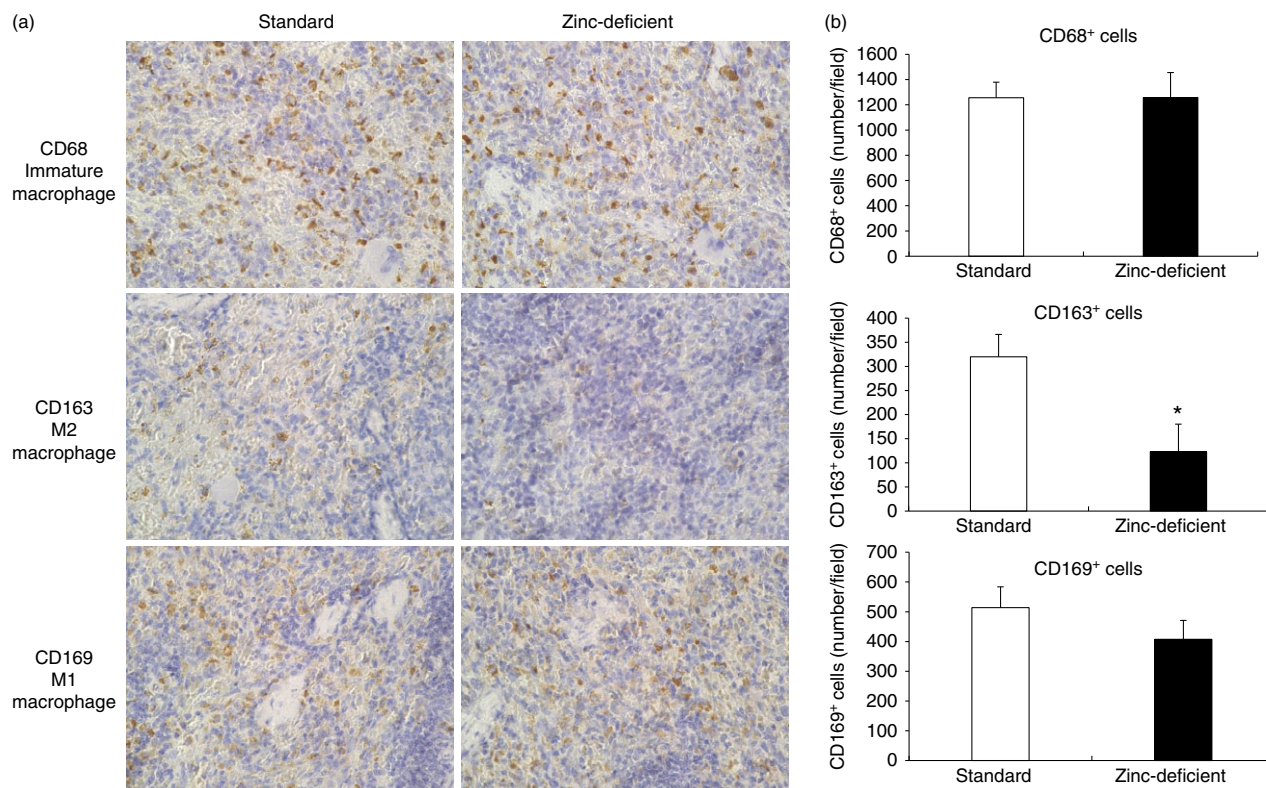 (a)
Standard
Zinc-deficient
CD68
Immature
macrophage
CD163
M2
macrophage
CD169
M1
macrophage
(b)
CD68⁺ cells
CD68⁺ cells (number/field)
1600
1400
1200
1000
800
600
400
200
0
Standard
Zinc-deficient
CD163⁺ cells
CD163⁺ cells (number/field)
400
350
300
250
200
150
100
50
0
*
Standard
Zinc-deficient
CD169⁺ cells
CD169⁺ cells (number/field)
700
600
500
400
300
200
100
0
Standard
Zinc-deficient